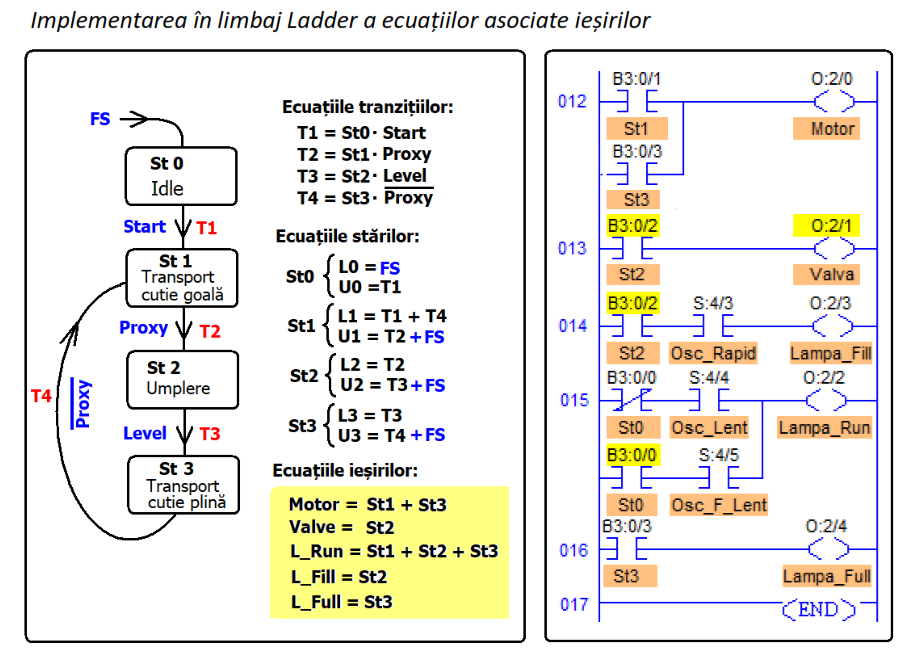 Implementarea în limbaj Ladder a ecuațiilor asociate ieșirilor
FS
St 0
Idle
Start T1
St 1
Transport
cutie goală
Proxy T2
St 2
Umplere
T4 P̅r̅o̅x̅y̅
Level T3
St 3
Transport
cutie plină
Ecuațiile tranzițiilor:
T1 = St0· Start
T2 = St1· Proxy
T3 = St2· Level
T4 = St3· P̅r̅o̅x̅y̅
Ecuațiile stărilor:
St0 { L0 = FS
U0 =T1
St1 { L1 = T1 + T4
U1 = T2 +FS
St2 { L2 = T2
U2 = T3 +FS
St3 { L3 = T3
U3 = T4 +FS
Ecuațiile ieșirilor:
Motor = St1 + St3
Valve = St2
L_Run = St1 + St2 + St3
L_Fill = St2
L_Full = St3
B3:0/1 O:2/0
012
St1 Motor
B3:0/3
St3
B3:0/2 O:2/1
013
St2 Valva
B3:0/2 S:4/3 O:2/3
014
St2 Osc_Rapid Lampa_Fill
B3:0/0 S:4/4 O:2/2
015
St0 Osc_Lent Lampa_Run
B3:0/0 S:4/5
St0 Osc_F_Lent
B3:0/3 O:2/4
016
St3 Lampa_Full
017 END